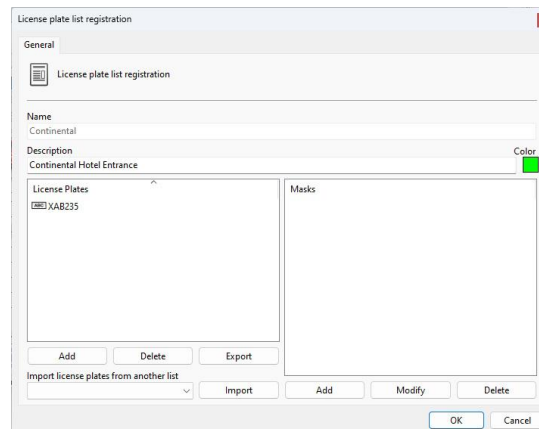 License plate list registration
General
License plate list registration
Name
Continental
Description
Color
Continental Hotel Entrance
License Plates
Masks
ABC XAB235
Add
Delete
Export
Import license plates from another list
Import
Add
Modify
Delete
OK
Cancel